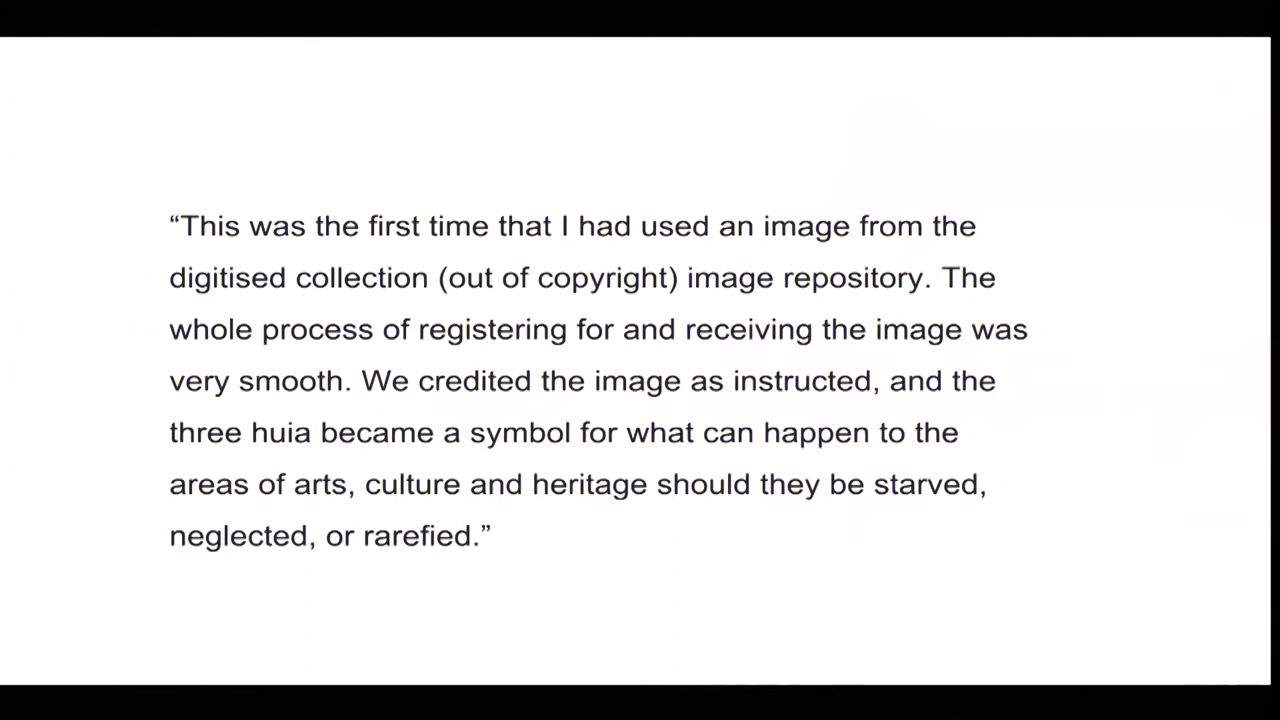 “This was the first time that I had used an image from the
digitised collection (out of copyright) image repository. The
whole process of registering for and receiving the image was
very smooth. We credited the image as instructed, and the
three huia became a symbol for what can happen to the
areas of arts, culture and heritage should they be starved,
neglected, or rarefied.”